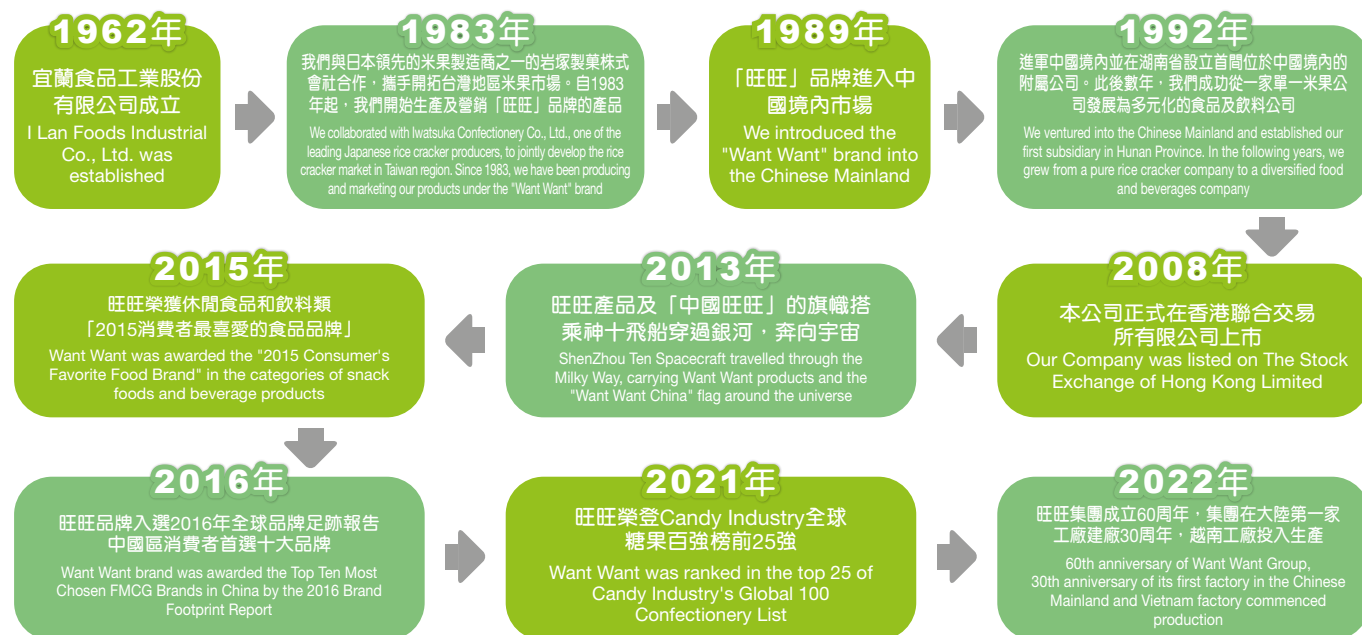 1962年
宜蘭食品工業股份
有限公司成立
I Lan Foods Industrial
Co., Ltd. was
established
1983年
我們與日本領先的米果製造商之一的岩塚製菓株式
會社合作，攜手開拓台灣地區米果市場。自1983
年起，我們開始生產及營銷「旺旺」品牌的產品
We collaborated with Iwatsuka Confectionery Co., Ltd., one of the
leading Japanese rice cracker producers, to jointly develop the rice
cracker market in Taiwan region. Since 1983, we have been producing
and marketing our products under the "Want Want" brand
1989年
「旺旺」品牌進入中
國境內市場
We introduced the
"Want Want" brand into
the Chinese Mainland
1992年
進軍中國境內並在湖南省設立首間位於中國境內的
附屬公司。此後數年，我們成功從一家單一米果公
司發展為多元化的食品及飲料公司
We ventured into the Chinese Mainland and established our
first subsidiary in Hunan Province. In the following years, we
grew from a pure rice cracker company to a diversified food
and beverages company
2008年
本公司正式在香港聯合交易
所有限公司上市
Our Company was listed on The Stock
Exchange of Hong Kong Limited
2013年
旺旺產品及「中國旺旺」的旗幟搭
乘神十飛船穿過銀河，奔向宇宙
ShenZhou Ten Spacecraft travelled through the
Milky Way, carrying Want Want products and the
"Want Want China" flag around the universe
2015年
旺旺榮獲休閒食品和飲料類
「2015消費者最喜愛的食品品牌」
Want Want was awarded the "2015 Consumer's
Favorite Food Brand" in the categories of snack
foods and beverage products
2016年
旺旺品牌入選2016年全球品牌足跡報告
中國區消費者首選十大品牌
Want Want brand was awarded the Top Ten Most
Chosen FMCG Brands in China by the 2016 Brand
Footprint Report
2021年
旺旺榮登Candy Industry全球
糖果百強榜前25強
Want Want was ranked in the top 25 of
Candy Industry's Global 100
Confectionery List
2022年
旺旺集團成立60周年，集團在大陸第一家
工廠建廠30周年，越南工廠投入生產
60th anniversary of Want Want Group,
30th anniversary of its first factory in the Chinese
Mainland and Vietnam factory commenced
production